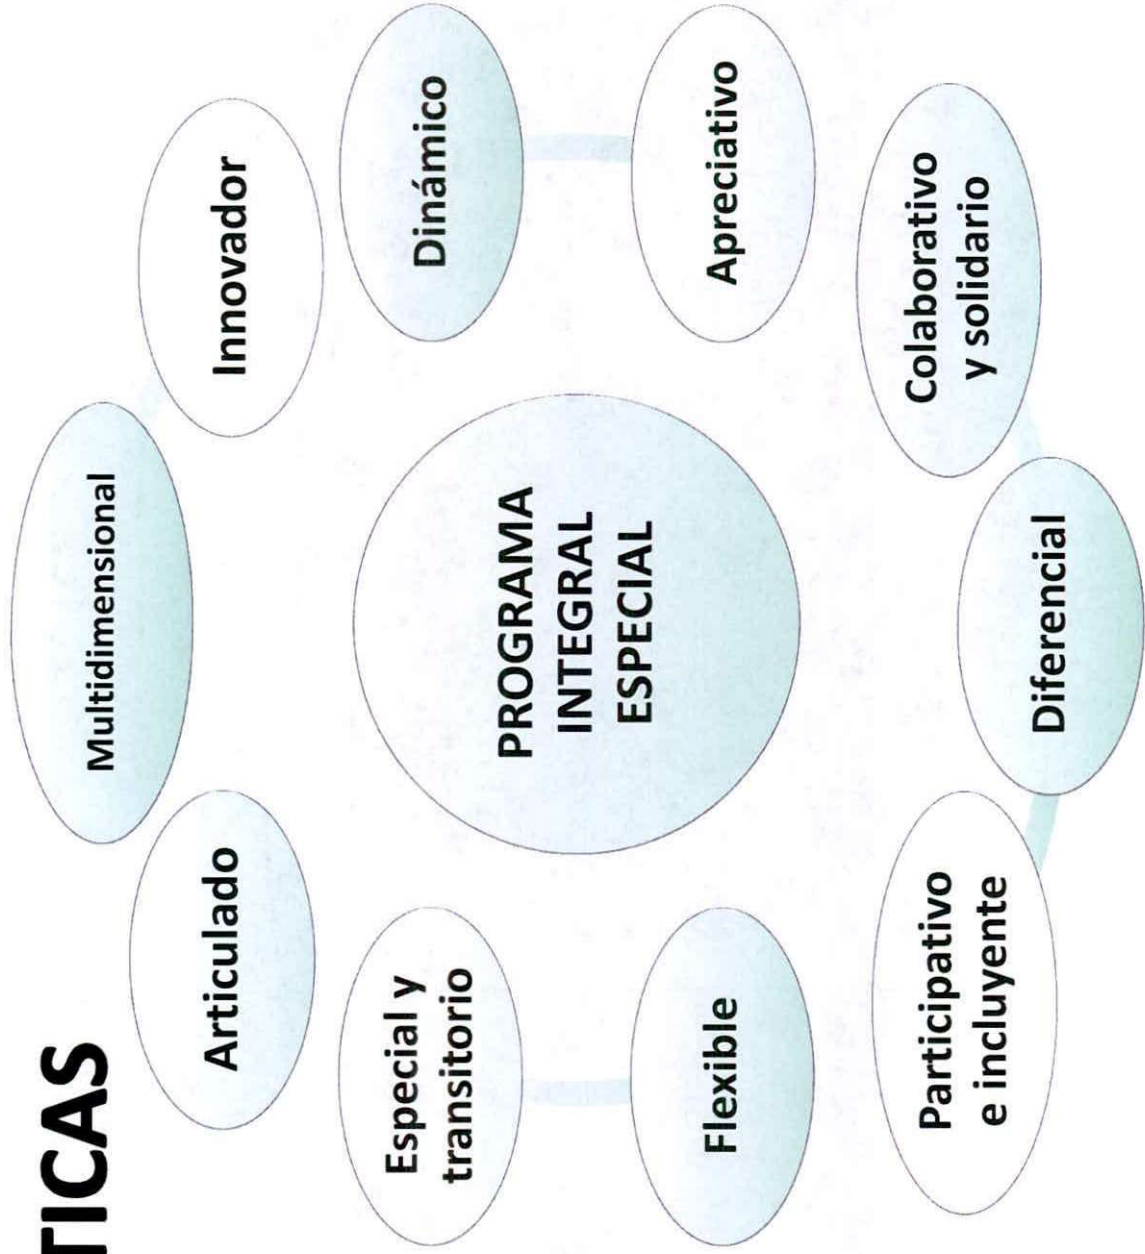 TICAS
Multidimensional
Articulado
Innovador
Especial y
transitorio
Dinámico
PROGRAMA
INTEGRAL
ESPECIAL
Flexible
Apreciativo
Participativo
e incluyente
Colaborativo
y solidario
Diferencial